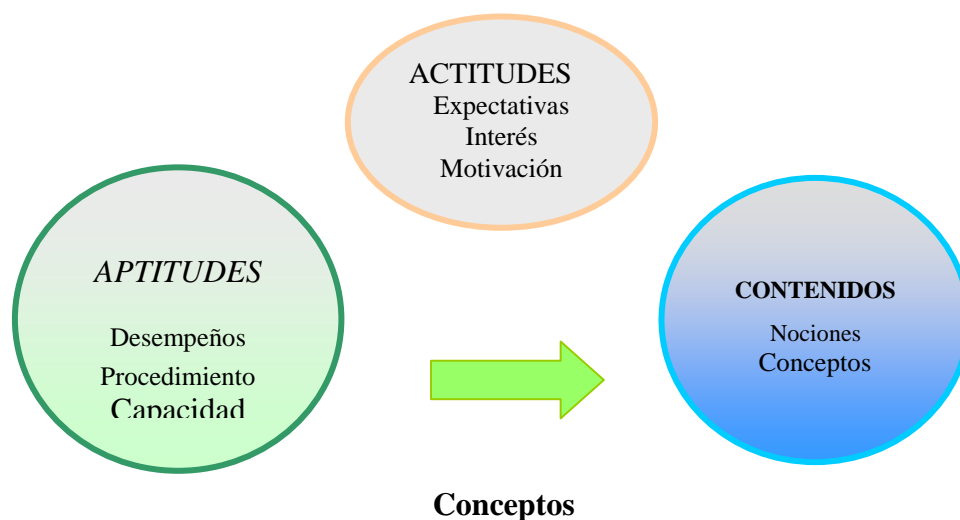 ACTITUDES
Expectativas
Interés
Motivación
APTITUDES
Desempeños
Procedimiento
Capacidad
CONTENIDOS
Nociones
Conceptos
Conceptos